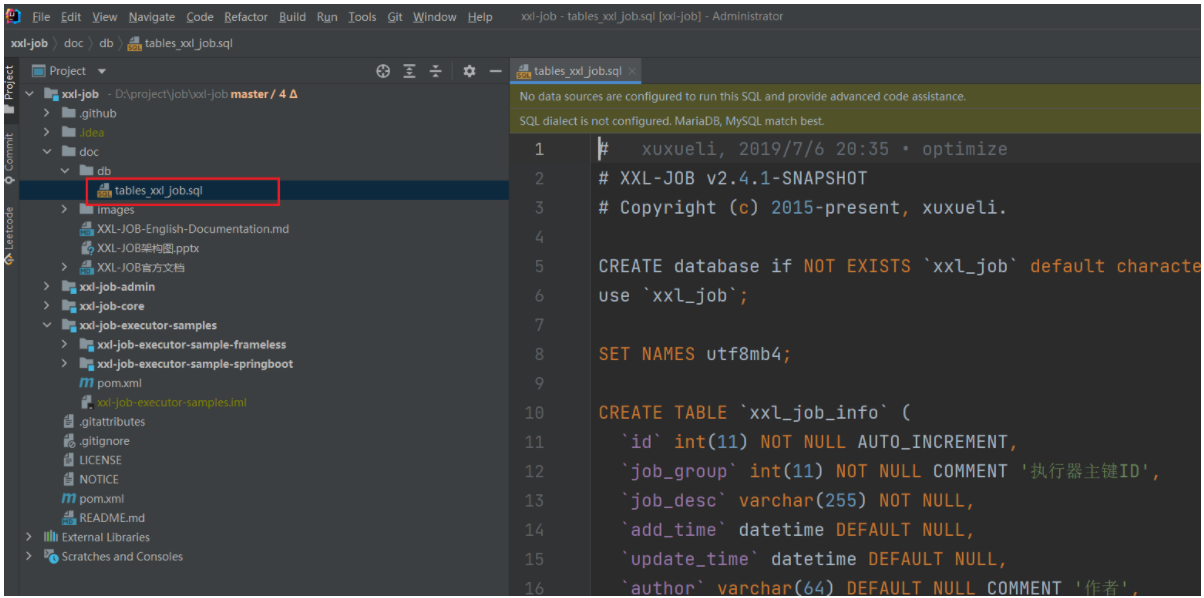 File Edit View Navigate Code Refactor Build Run Tools Git Window Help xxl-job - tables_xxl_job.sql [xxl-job] - Administrator
xxl-job doc db tables_xxl_job.sql
Project
tables_xxl_job.sql
Project
Commit
Leetcode
xxl-job - D:\project\job\xxl-job master / 4 Δ
.github
.idea
doc
db
tables_xxl_job.sql
images
XXL-JOB-English-Documentation.md
XXL-JOB架构图.pptx
XXL-JOB官方文档
xxl-job-admin
xxl-job-core
xxl-job-executor-samples
xxl-job-executor-sample-frameless
xxl-job-executor-sample-springboot
pom.xml
xxl-job-executor-samples.iml
.gitattributes
.gitignore
LICENSE
NOTICE
pom.xml
README.md
External Libraries
Scratches and Consoles
No data sources are configured to run this SQL and provide advanced code assistance.
SQL dialect is not configured. MariaDB, MySQL match best.
1 # xuxueli, 2019/7/6 20:35 • optimize
2 # XXL-JOB v2.4.1-SNAPSHOT
3 # Copyright (c) 2015-present, xuxueli.
4
5 CREATE database if NOT EXISTS `xxl_job` default characte
6 use `xxl_job`;
7
8 SET NAMES utf8mb4;
9
10 CREATE TABLE `xxl_job_info` (
11 `id` int(11) NOT NULL AUTO_INCREMENT,
12 `job_group` int(11) NOT NULL COMMENT '执行器主键ID',
13 `job_desc` varchar(255) NOT NULL,
14 `add_time` datetime DEFAULT NULL,
15 `update_time` datetime DEFAULT NULL,
16 `author` varchar(64) DEFAULT NULL COMMENT '作者',